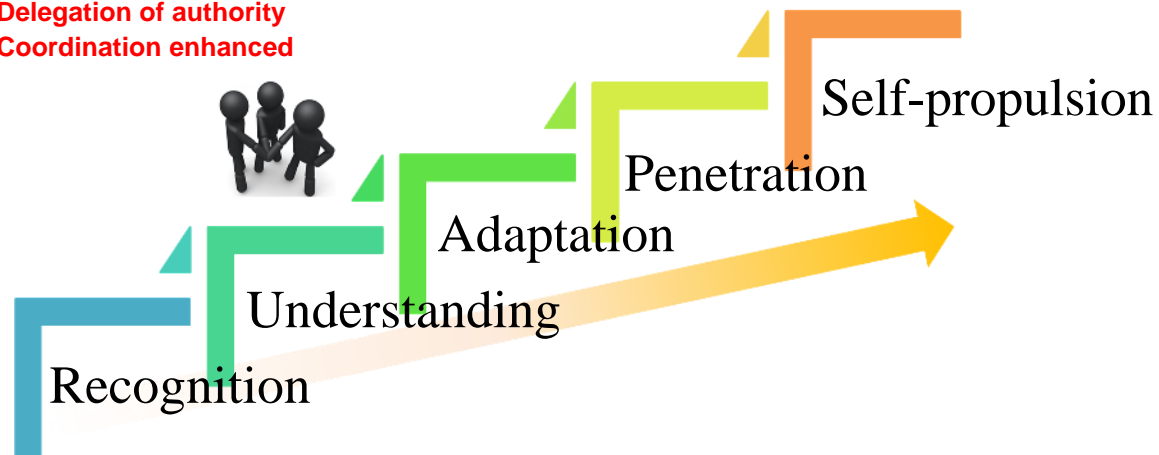 Delegation of authority
Coordination enhanced
Self-propulsion
Penetration
Adaptation
Understanding
Recognition